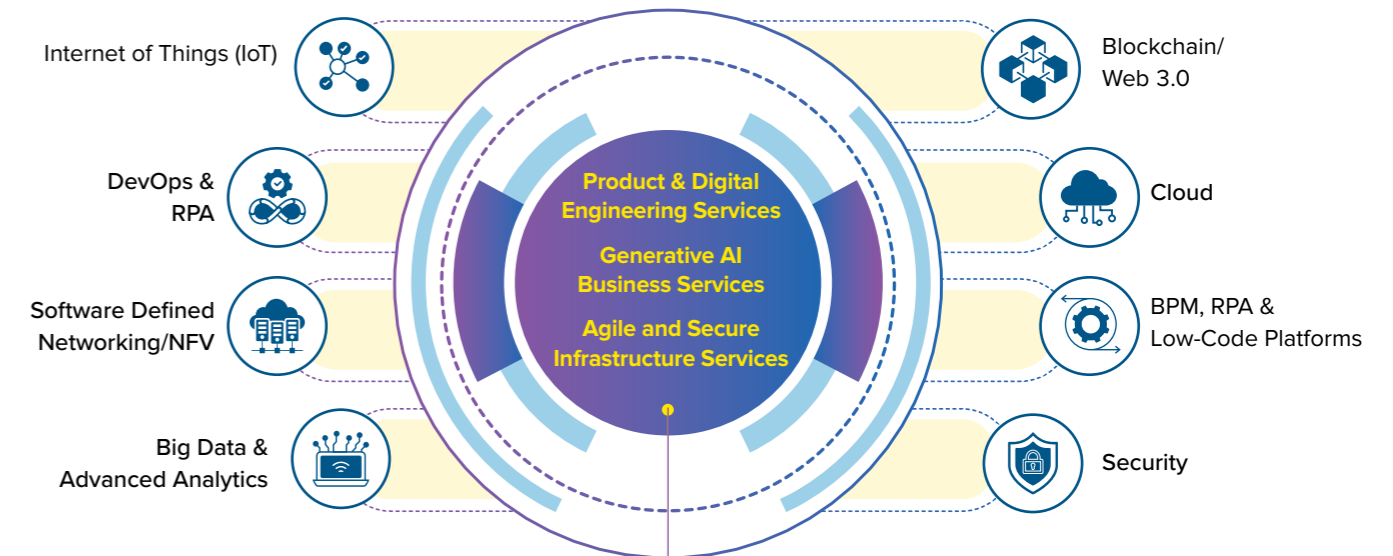 Internet of Things (IoT)
DevOps &
RPA
Software Defined
Networking/NFV
Big Data &
Advanced Analytics
Product & Digital
Engineering Services
Generative AI
Business Services
Agile and Secure
Infrastructure Services
Blockchain/
Web 3.0
Cloud
BPM, RPA &
Low-Code Platforms
Security